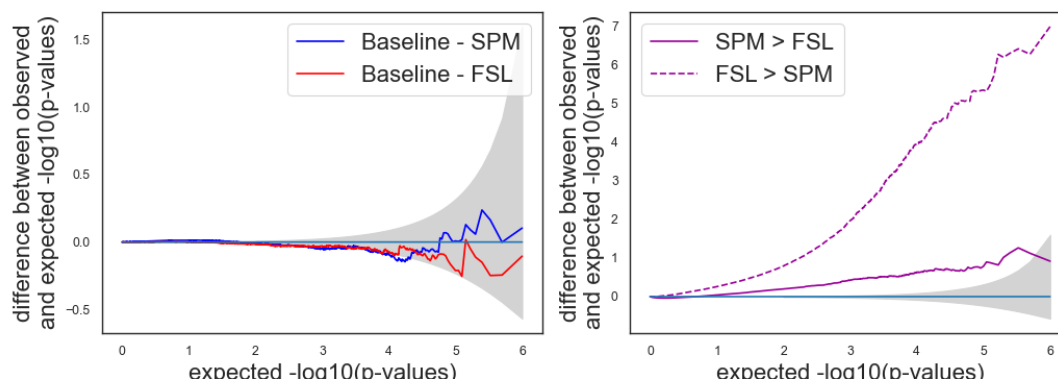 difference between observed
and expected -log10(p-values)
1.5
1.0
0.5
0.0
-0.5
Baseline - SPM
Baseline - FSL
0 1 2 3 4 5 6
expected -log10(p-values)
difference between observed
and expected -log10(p-values)
7
6
5
4
3
2
1
0
SPM > FSL
FSL > SPM
0 1 2 3 4 5 6
expected -log10(p-values)